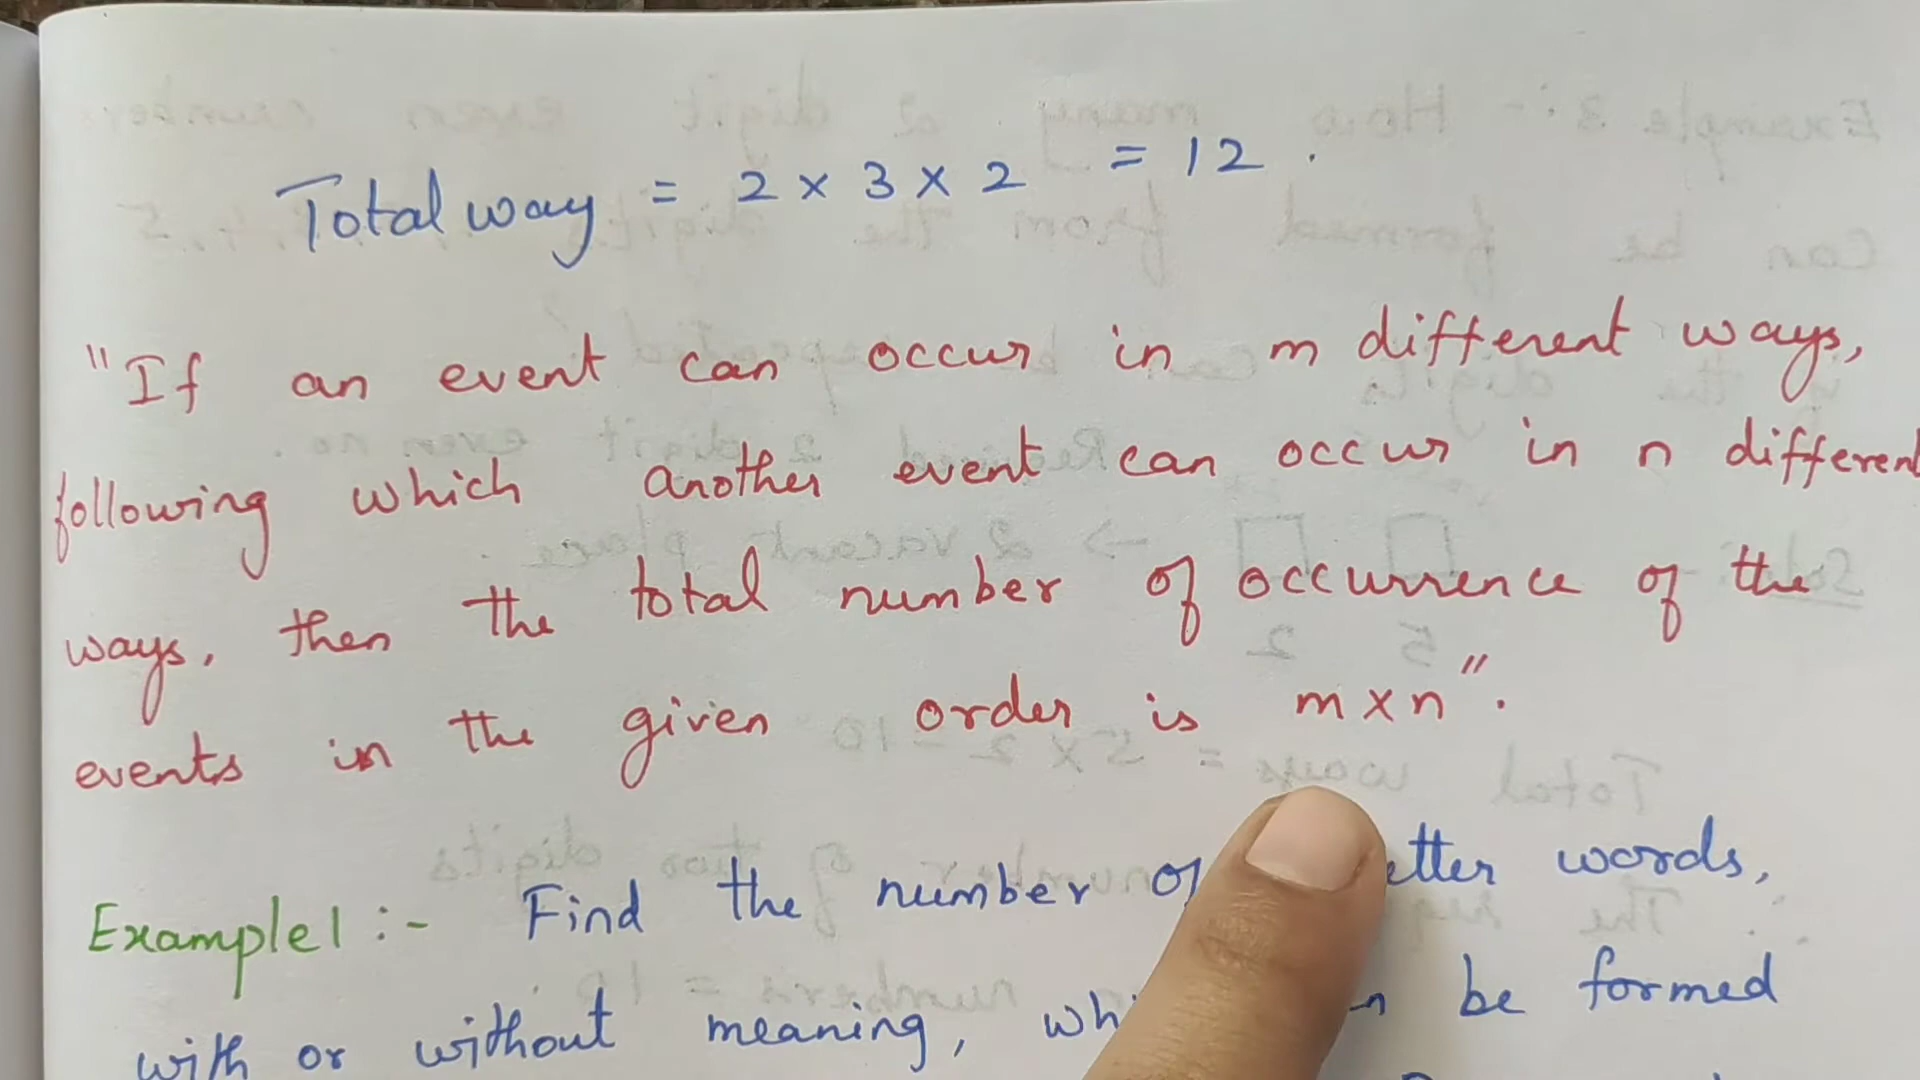 Total way = 2 × 3 × 2 = 12 .
"If an event can occur in m different ways,
following which another event can occur in n different
ways, then the total number of occurrence of the
events in the given order is m×n".
Example1 :- Find the number of etter words,
with or without meaning, be formed